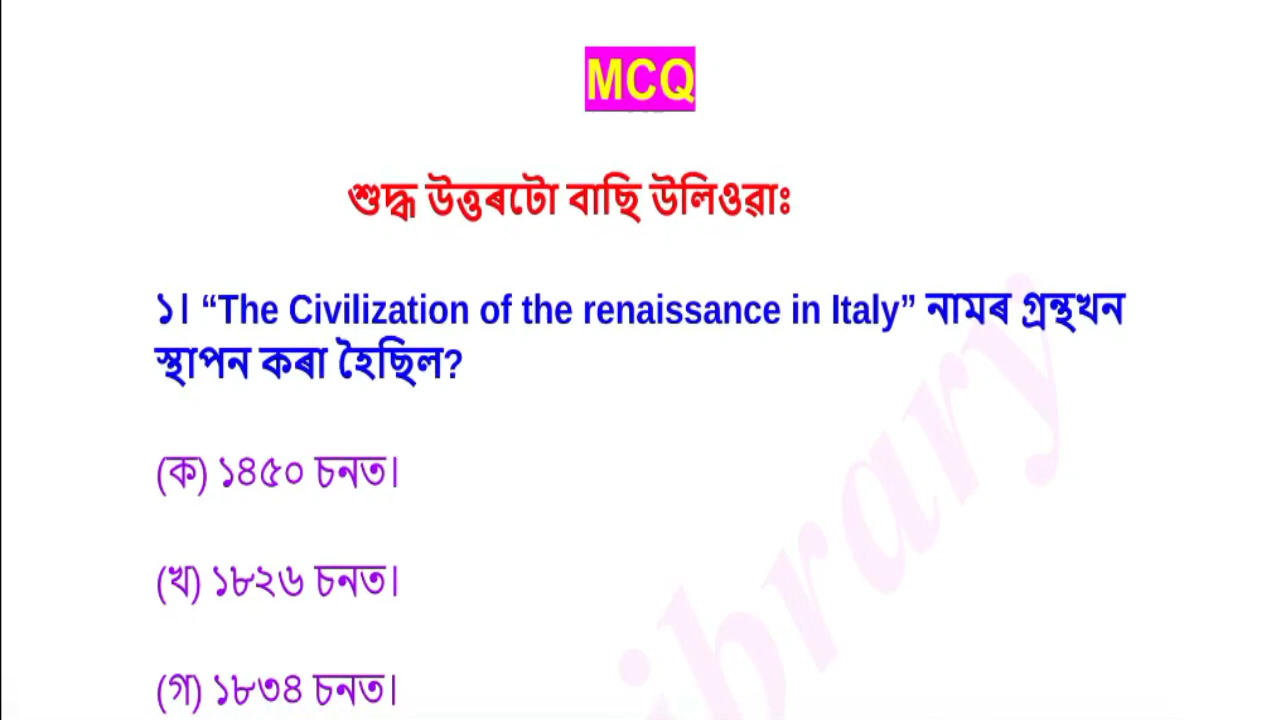 MCQ
শুদ্ধ উত্তৰটো বাছি উলিওৱাঃ
১। “The Civilization of the renaissance in Italy” নামৰ গ্ৰন্থখন
স্থাপন কৰা হৈছিল?
(ক) ১৪৫০ চনত।
(খ) ১৮২৬ চনত।
(গ) ১৮৩৪ চনত।